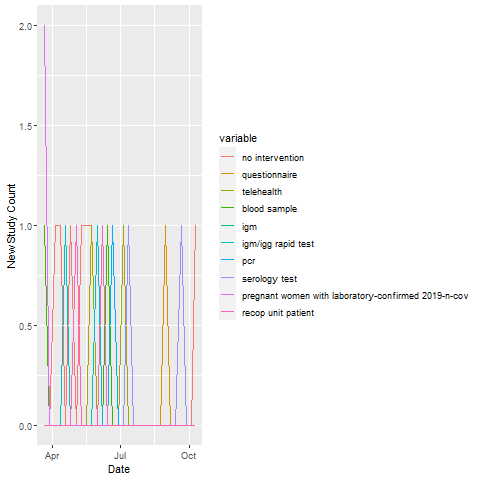 2.0
1.5
1.0
0.5
0.0
New Study Count
Apr
Jul
Oct
Date
variable
no intervention
questionnaire
telehealth
blood sample
igm
igm/igg rapid test
pcr
serology test
pregnant women with laboratory-confirmed 2019-n-cov
recop unit patient